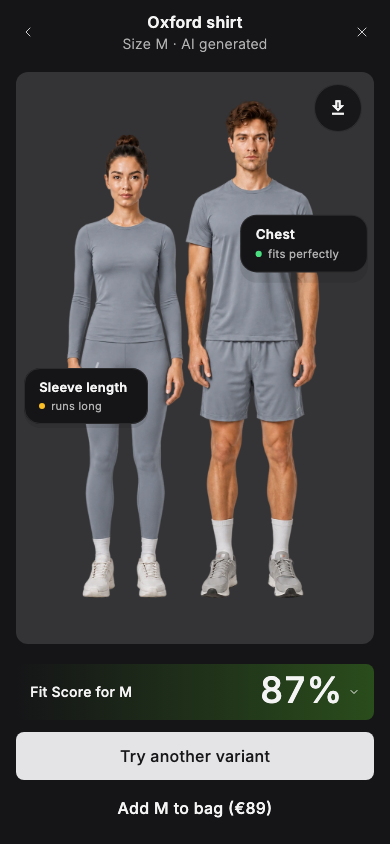 Oxford shirt
Size M · AI generated
Chest
fits perfectly
Sleeve length
runs long
Fit Score for M
87%
Try another variant
Add M to bag (€89)